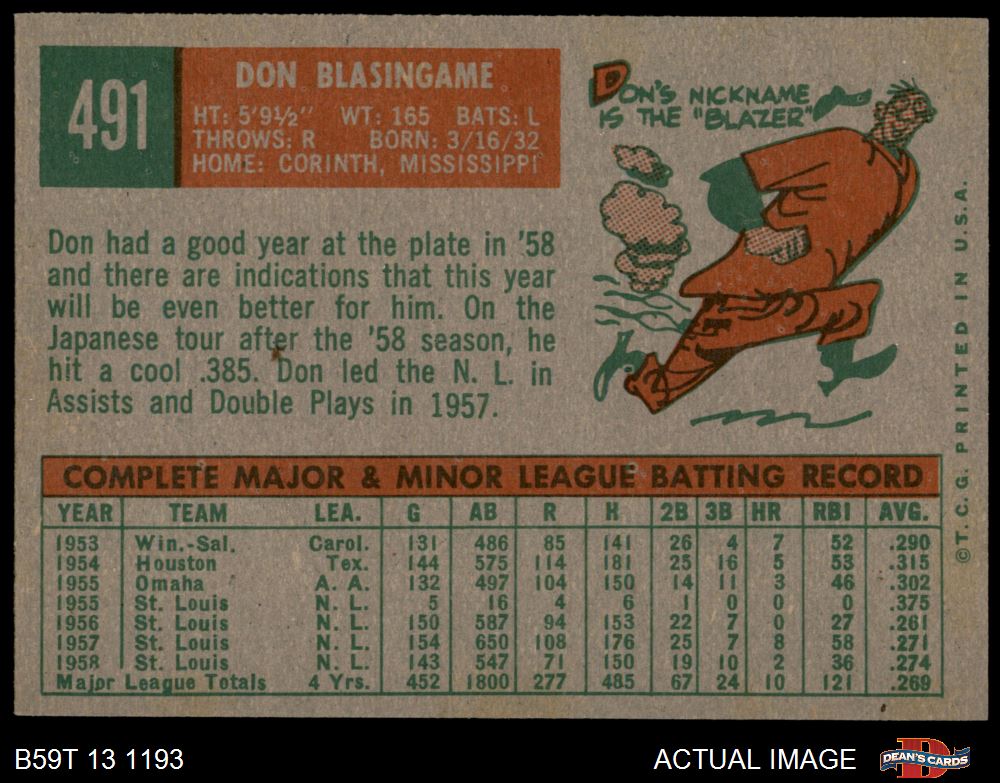 491
DON BLASINGAME
HT: 5'9½" WT: 165 BATS: L
THROWS: R BORN: 3/16/32
HOME: CORINTH, MISSISSIPPI
DON'S NICKNAME
IS THE "BLAZER"
Don had a good year at the plate in '58
and there are indications that this year
will be even better for him. On the
Japanese tour after the '58 season, he
hit a cool .385. Don led the N. L. in
Assists and Double Plays in 1957.
©T. C. G. PRINTED IN U.S.A.
COMPLETE MAJOR & MINOR LEAGUE BATTING RECORD
YEAR TEAM LEA. G AB R H 2B 3B HR RBI AVG.
1953 Win.-Sal. Carol. 131 486 85 141 26 4 7 52 .290
1954 Houston Tex. 144 575 114 181 25 16 5 53 .315
1955 Omaha A. A. 132 497 104 150 14 11 3 46 .302
1955 St. Louis N. L. 5 16 4 6 1 0 0 0 .375
1956 St. Louis N. L. 150 587 94 153 22 7 0 27 .261
1957 St. Louis N. L. 154 650 108 176 25 7 8 58 .271
1958 St. Louis N. L. 143 547 71 150 19 10 2 36 .274
Major League Totals 4 Yrs. 452 1800 277 485 67 24 10 121 .269
B59T 13 1193
ACTUAL IMAGE
DEAN'S CARDS